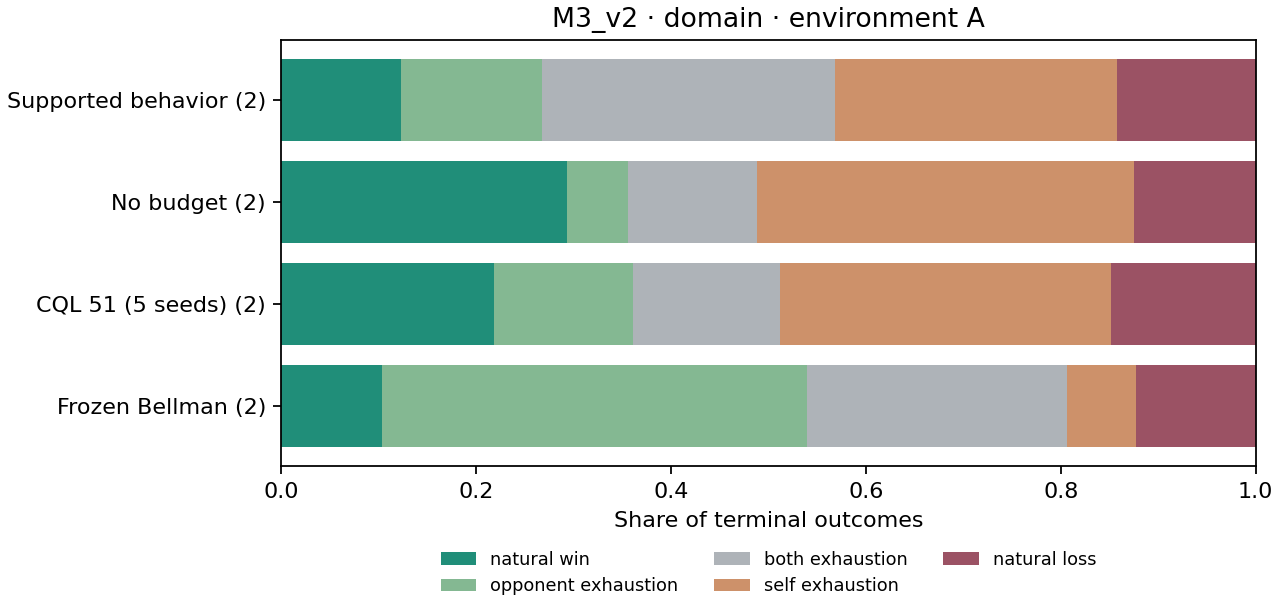 M3_v2 · domain · environment A
Supported behavior (2)
No budget (2)
CQL 51 (5 seeds) (2)
Frozen Bellman (2)
0.0 0.2 0.4 0.6 0.8 1.0
Share of terminal outcomes
natural win both exhaustion natural loss
opponent exhaustion self exhaustion